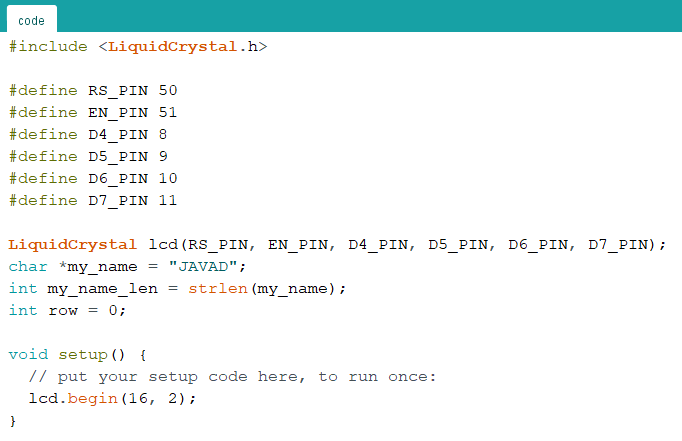 code
#include <LiquidCrystal.h>
#define RS_PIN 50
#define EN_PIN 51
#define D4_PIN 8
#define D5_PIN 9
#define D6_PIN 10
#define D7_PIN 11
LiquidCrystal lcd(RS_PIN, EN_PIN, D4_PIN, D5_PIN, D6_PIN, D7_PIN);
char *my_name = "JAVAD";
int my_name_len = strlen(my_name);
int row = 0;
void setup() {
  // put your setup code here, to run once:
  lcd.begin(16, 2);
}